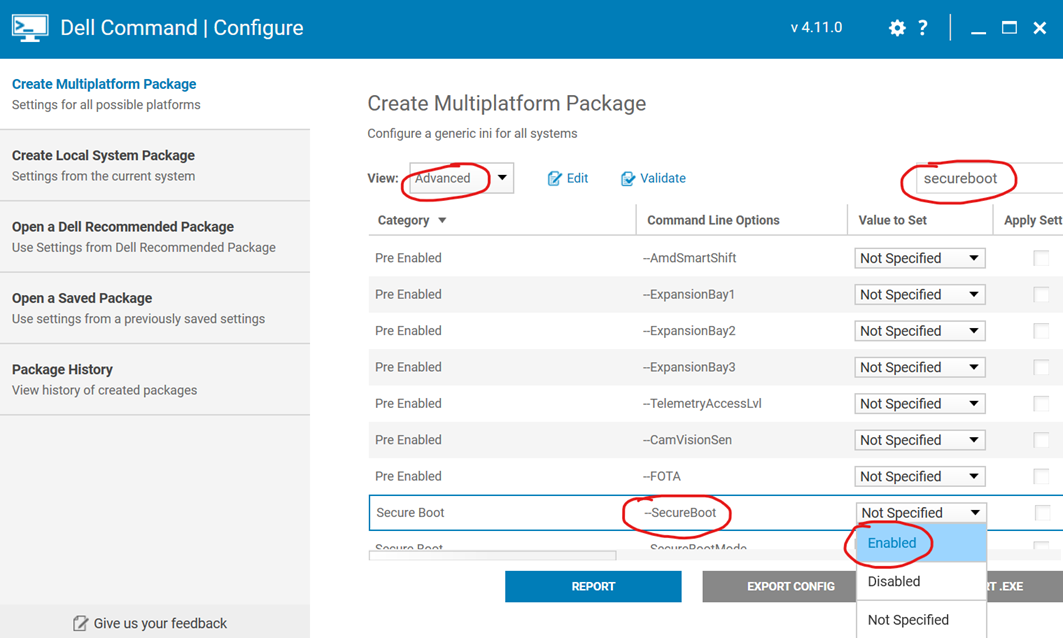 Dell Command | Configure
v 4.11.0
?
Create Multiplatform Package
Settings for all possible platforms
Create Local System Package
Settings from the current system
Open a Dell Recommended Package
Use Settings from Dell Recommended Package
Open a Saved Package
Use settings from a previously saved settings
Package History
View history of created packages
Give us your feedback
Create Multiplatform Package
Configure a generic ini for all systems
View: Advanced Edit Validate secureboot
Category Command Line Options Value to Set Apply Sett
Pre Enabled --AmdSmartShift Not Specified
Pre Enabled --ExpansionBay1 Not Specified
Pre Enabled --ExpansionBay2 Not Specified
Pre Enabled --ExpansionBay3 Not Specified
Pre Enabled --TelemetryAccessLvl Not Specified
Pre Enabled --CamVisionSen Not Specified
Pre Enabled --FOTA Not Specified
Secure Boot --SecureBoot Not Specified
Secure Boot --SecureBootMode
Enabled
Disabled
Not Specified
REPORT EXPORT CONFIG .EXE